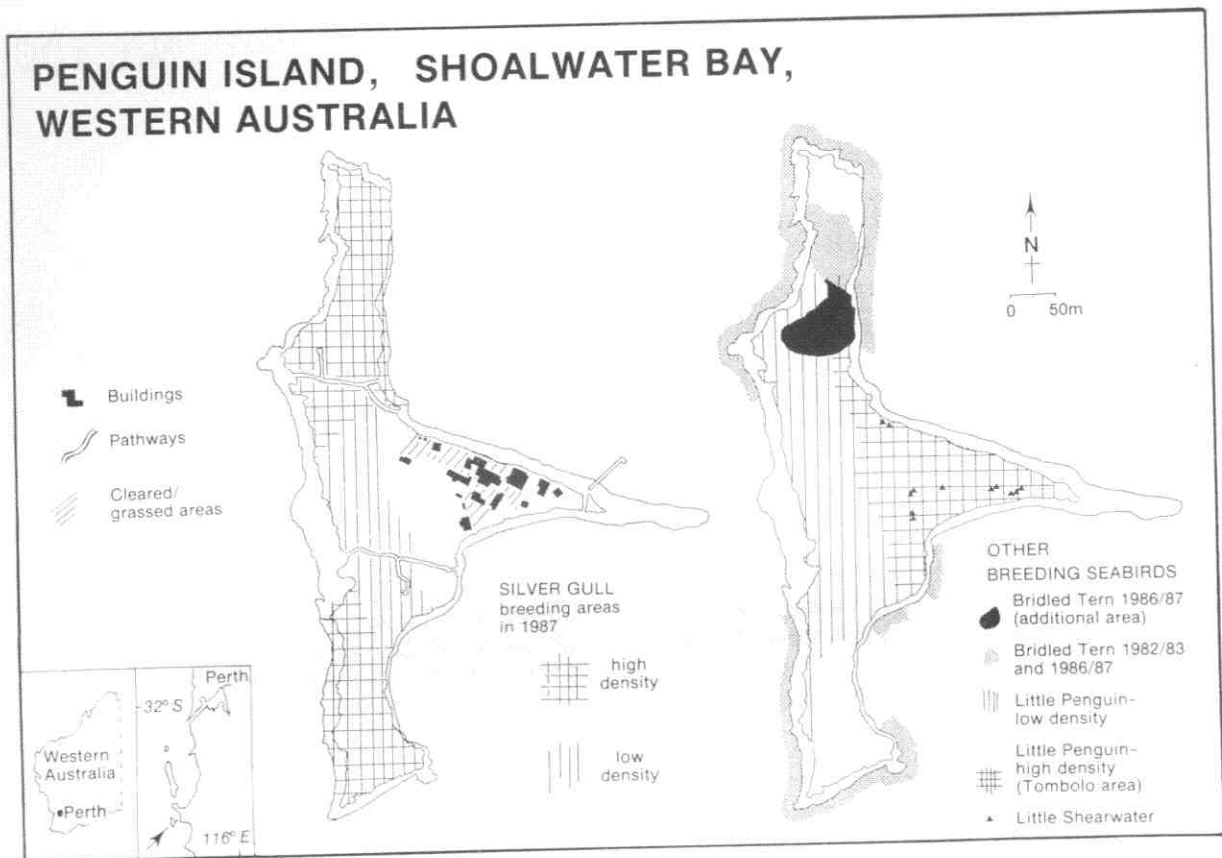 PENGUIN ISLAND, SHOALWATER BAY,
WESTERN AUSTRALIA
N
0 50m
Buildings
Pathways
Cleared/
grassed areas
SILVER GULL
breeding areas
in 1987
high
density
low
density
OTHER
BREEDING SEABIRDS
Bridled Tern 1986/87
(additional area)
Bridled Tern 1982/83
and 1986/87
Little Penguin-
low density
Little Penguin-
high density
(Tombolo area)
Little Shearwater
Western
Australia
Perth
Perth
32° S
116° E